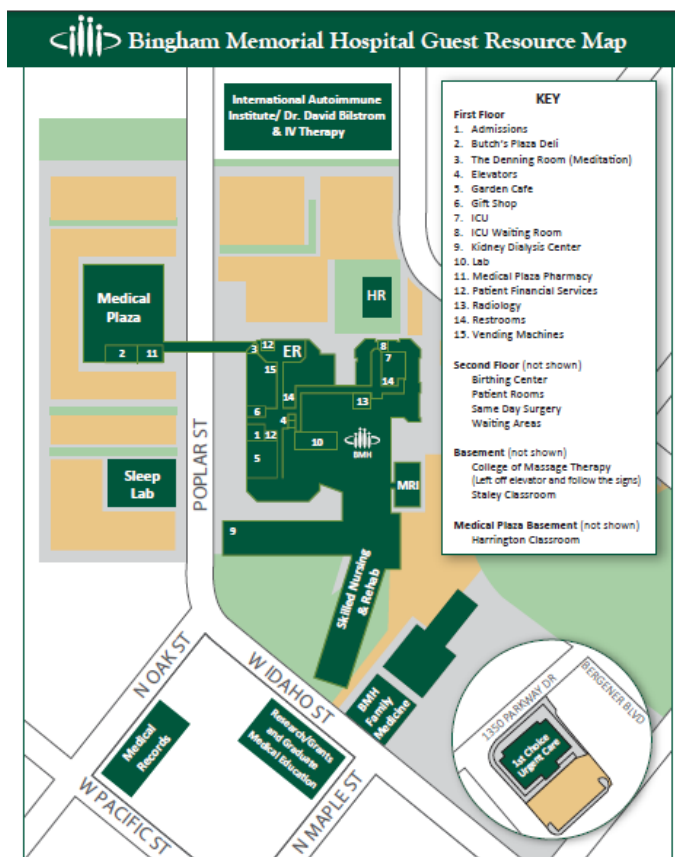 Bingham Memorial Hospital Guest Resource Map
International Autoimmune
Institute/ Dr. David Bilstrom
& IV Therapy
KEY
First Floor
1. Admissions
2. Butch's Plaza Deli
3. The Denning Room (Meditation)
4. Elevators
5. Garden Cafe
6. Gift Shop
7. ICU
8. ICU Waiting Room
9. Kidney Dialysis Center
10. Lab
11. Medical Plaza Pharmacy
12. Patient Financial Services
13. Radiology
14. Restrooms
15. Vending Machines
Second Floor (not shown)
Birthing Center
Patient Rooms
Same Day Surgery
Waiting Areas
Basement (not shown)
College of Massage Therapy
(Left off elevator and follow the signs)
Staley Classroom
Medical Plaza Basement (not shown)
Harrington Classroom
Medical
Plaza
2
11
HR
3
12
ER
8
7
15
14
14
13
6
4
1
12
10
BMH
5
Sleep
Lab
POPLAR ST
MRI
9
Skilled Nursing
& Rehab
N OAK ST
W IDAHO ST
BMH
Family
Medicine
Medical
Records
Research/Grants
and Graduate
Medical Education
W PACIFIC ST
N MAPLE ST
1350 PARKWAY DR
BERGENER BLVD
1st Choice
Urgent Care